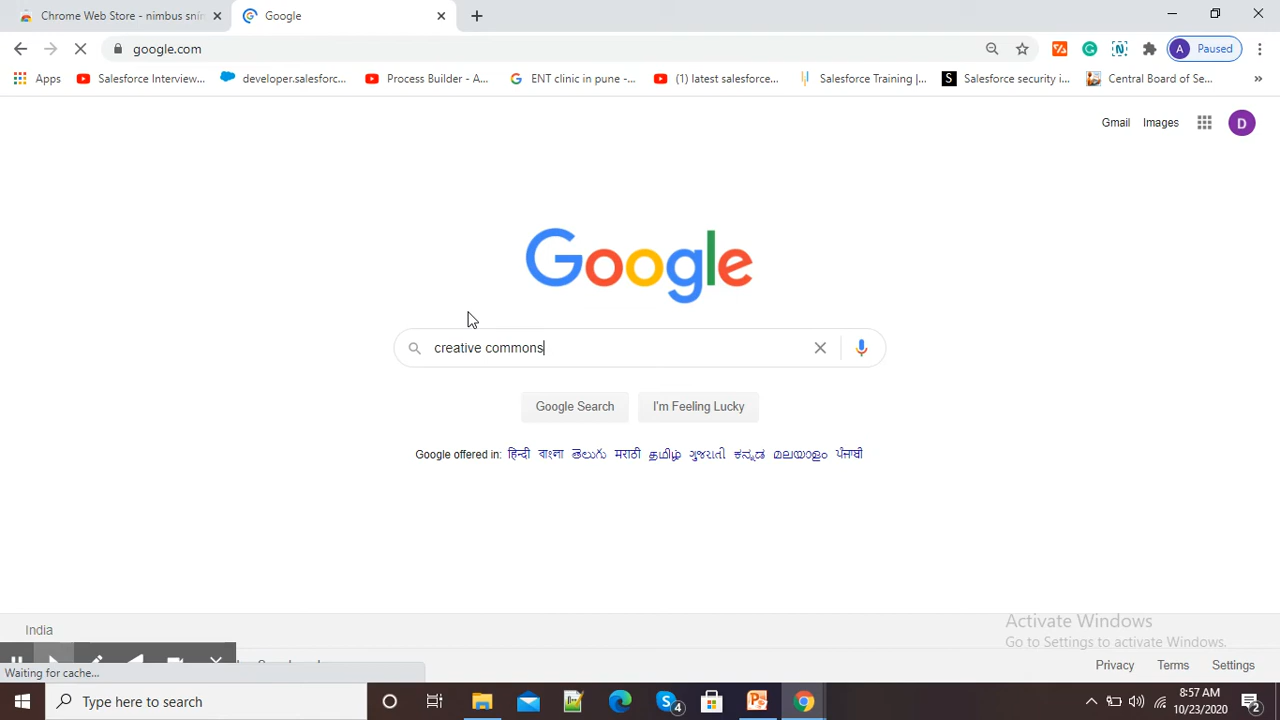 Chrome Web Store - nimbus snim
Google
google.com
A Paused
Apps
Salesforce Interview...
developer.salesforc...
Process Builder - A...
ENT clinic in pune -...
(1) latest salesforce...
Salesforce Training |...
S Salesforce security i...
Central Board of Se...
»
Gmail Images D
Google
creative commons
Google Search I'm Feeling Lucky
Google offered in: हिन्दी বাংলা తెలుగు मराठी தமிழ் ગુજરાતી ಕನ್ನಡ മലയാളം ਪੰਜਾਬੀ
India
Activate Windows
Go to Settings to activate Windows.
Waiting for cache...
Privacy Terms Settings
Type here to search
4
8:57 AM
10/23/2020
2